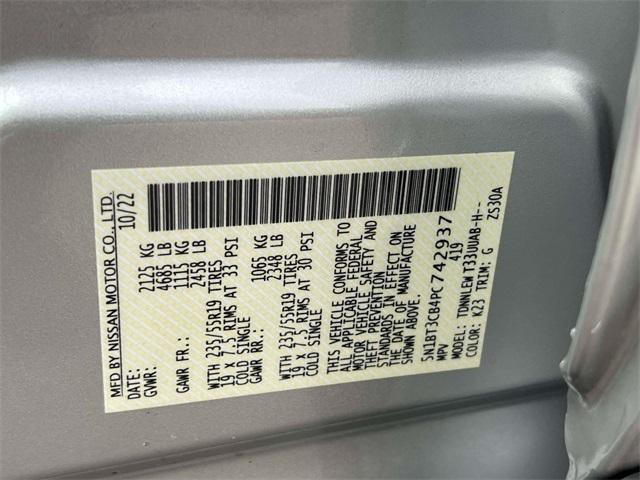 MFD BY NISSAN MOTOR CO., LTD.
DATE: 10/22
GVWR: 2125 KG
4685 LB
GAWR FR.: 1115 KG
2458 LB
WITH 235/55R19 TIRES
19 X 7.5 RIMS AT 33 PSI
COLD SINGLE
GAWR RR.: 1065 KG
2348 LB
WITH 235/55R19 TIRES
19 X 7.5 RIMS AT 30 PSI
COLD SINGLE
THIS VEHICLE CONFORMS TO
ALL APPLICABLE FEDERAL
MOTOR VEHICLE SAFETY AND
THEFT PREVENTION
STANDARDS IN EFFECT ON
THE DATE OF MANUFACTURE
SHOWN ABOVE.
5N1BT3CB4PC742937
MPV 419
MODEL: TDNNLEW T33UUAB-H--
COLOR: K23 TRIM: G ZS30A